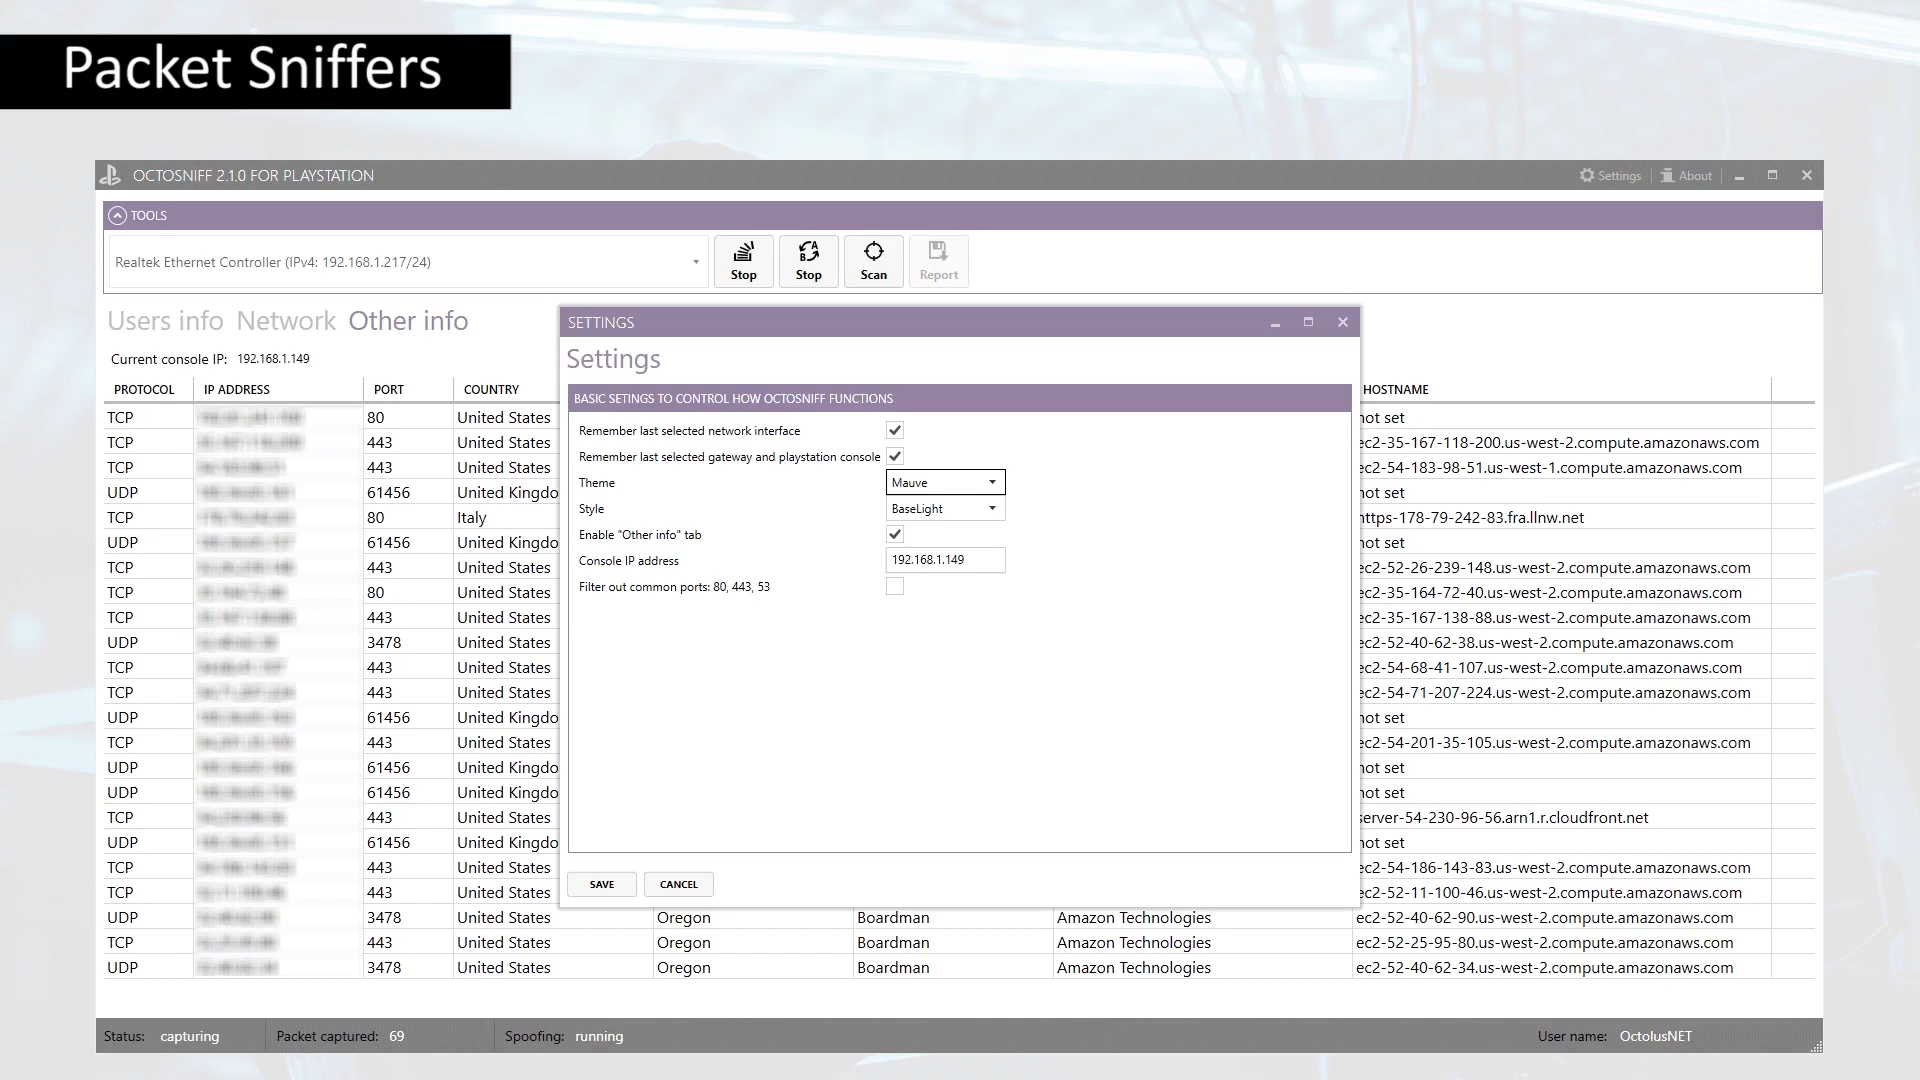 Packet Sniffers
OCTOSNIFF 2.1.0 FOR PLAYSTATION
Settings About
TOOLS
Realtek Ethernet Controller (IPv4: 192.168.1.217/24) Stop Stop Scan Report
Users info Network Other info
Current console IP: 192.168.1.149
PROTOCOL IP ADDRESS PORT COUNTRY HOSTNAME
TCP 80 United States not set
TCP 443 United States ec2-35-167-118-200.us-west-2.compute.amazonaws.com
TCP 443 United States ec2-54-183-98-51.us-west-1.compute.amazonaws.com
UDP 61456 United Kingdo not set
TCP 80 Italy https-178-79-242-83.fra.llnw.net
UDP 61456 United Kingdo not set
TCP 443 United States ec2-52-26-239-148.us-west-2.compute.amazonaws.com
TCP 80 United States ec2-35-164-72-40.us-west-2.compute.amazonaws.com
TCP 443 United States ec2-35-167-138-88.us-west-2.compute.amazonaws.com
UDP 3478 United States ec2-52-40-62-38.us-west-2.compute.amazonaws.com
TCP 443 United States ec2-54-68-41-107.us-west-2.compute.amazonaws.com
TCP 443 United States ec2-54-71-207-224.us-west-2.compute.amazonaws.com
UDP 61456 United Kingdo not set
TCP 443 United States ec2-54-201-35-105.us-west-2.compute.amazonaws.com
UDP 61456 United Kingdo not set
UDP 61456 United Kingdo not set
TCP 443 United States server-54-230-96-56.arn1.r.cloudfront.net
UDP 61456 United Kingdo not set
TCP 443 United States ec2-54-186-143-83.us-west-2.compute.amazonaws.com
TCP 443 United States ec2-52-11-100-46.us-west-2.compute.amazonaws.com
UDP 3478 United States Oregon Boardman Amazon Technologies ec2-52-40-62-90.us-west-2.compute.amazonaws.com
TCP 443 United States Oregon Boardman Amazon Technologies ec2-52-25-95-80.us-west-2.compute.amazonaws.com
UDP 3478 United States Oregon Boardman Amazon Technologies ec2-52-40-62-34.us-west-2.compute.amazonaws.com
SETTINGS
Settings
BASIC SETINGS TO CONTROL HOW OCTOSNIFF FUNCTIONS
Remember last selected network interface
Remember last selected gateway and playstation console
Theme Mauve
Style BaseLight
Enable "Other info" tab
Console IP address 192.168.1.149
Filter out common ports: 80, 443, 53
SAVE CANCEL
Status: capturing Packet captured: 69 Spoofing: running User name: OctolusNET